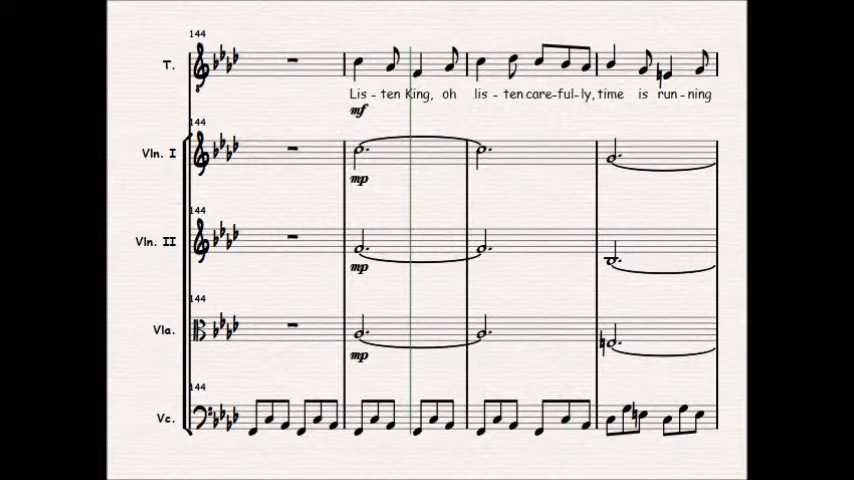 144
T.
Lis - ten King, oh lis - ten care-ful-ly, time is run - ning
mf
144
Vln. I
mp
144
Vln. II
mp
144
Vla.
mp
144
Vc.